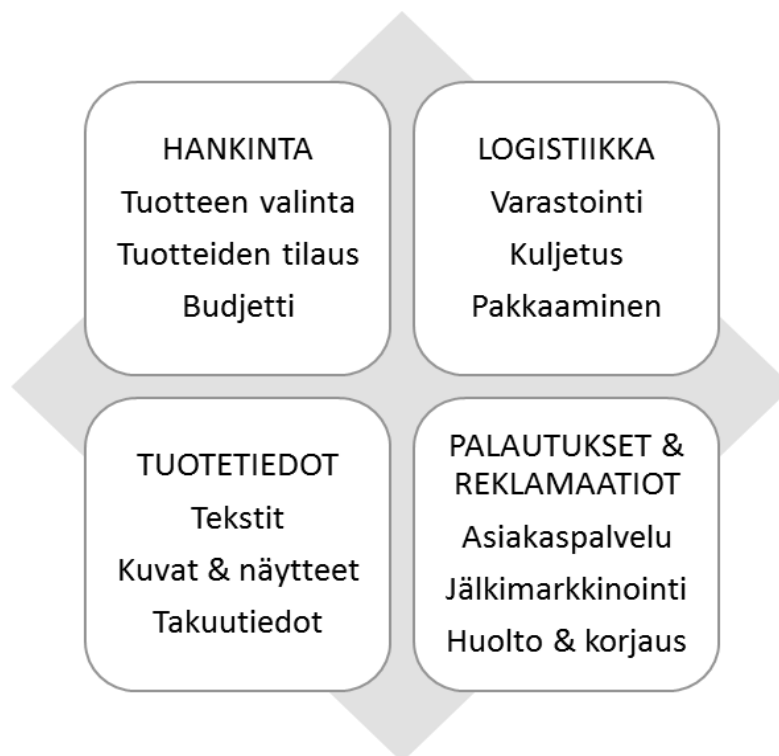 HANKINTA
Tuotteen valinta
Tuotteiden tilaus
Budjetti
LOGISTIIKKA
Varastointi
Kuljetus
Pakkaaminen
TUOTETIEDOT
Tekstit
Kuvat & näytteet
Takuutiedot
PALAUTUKSET &
REKLAMAATIOT
Asiakaspalvelu
Jälkimarkkinointi
Huolto & korjaus